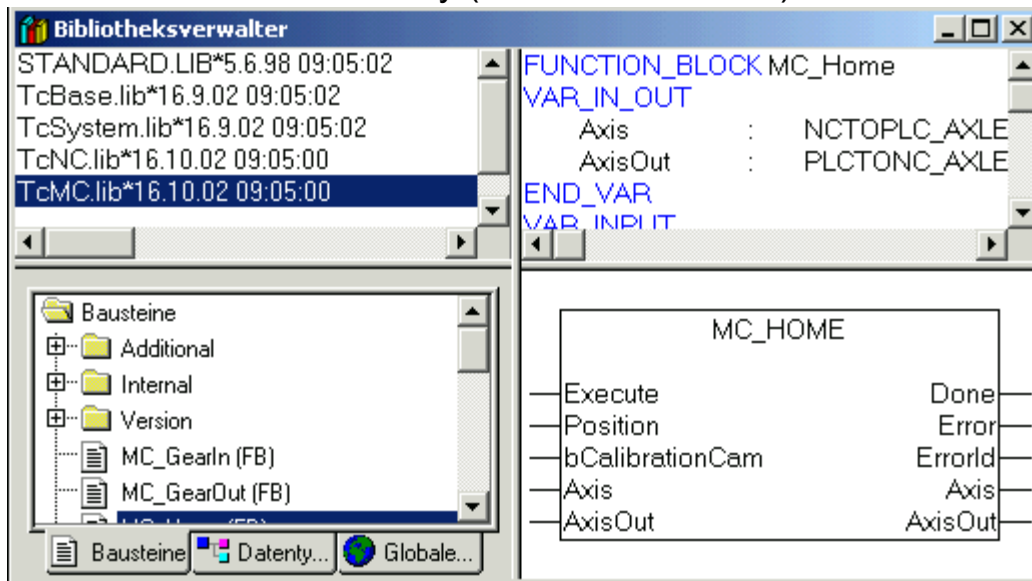 Bibliotheksverwalter
STANDARD.LIB*5.6.98 09:05:02
TcBase.lib*16.9.02 09:05:02
TcSystem.lib*16.9.02 09:05:02
TcNC.lib*16.10.02 09:05:00
TcMC.lib*16.10.02 09:05:00
FUNCTION_BLOCK MC_Home
VAR_IN_OUT
Axis : NCTOPLC_AXLE
AxisOut : PLCTONC_AXLE
END_VAR
VAR_INPUT
Bausteine
Additional
Internal
Version
MC_GearIn (FB)
MC_GearOut (FB)
Bausteine Datenty... Globale...
MC_HOME
Execute Done
Position Error
bCalibrationCam ErrorId
Axis Axis
AxisOut AxisOut